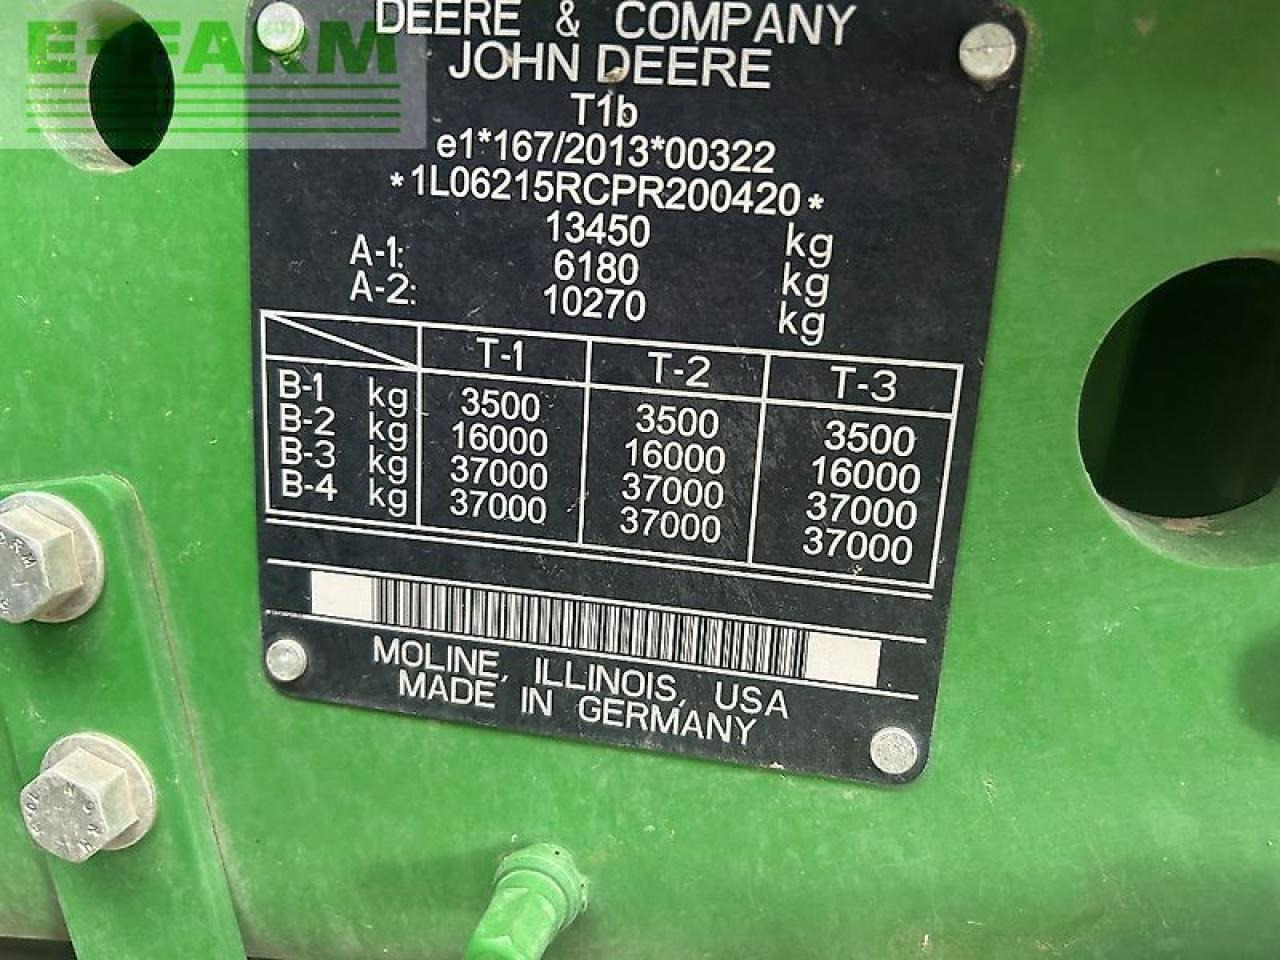 E-FARM
DEERE & COMPANY
JOHN DEERE
T1b
e1*167/2013*00322
*1L06215RCPR200420*
13450 kg
A-1: 6180 kg
A-2: 10270 kg
T-1 T-2 T-3
B-1 kg 3500 3500 3500
B-2 kg 16000 16000 16000
B-3 kg 37000 37000 37000
B-4 kg 37000 37000 37000
MOLINE, ILLINOIS, USA
MADE IN GERMANY